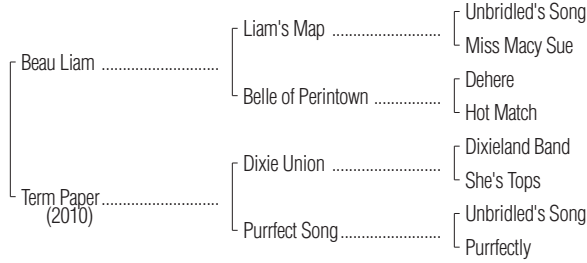 Unbridled's Song
Liam's Map ....................
Miss Macy Sue
Beau Liam ......................
Dehere
Belle of Perintown ............
Hot Match
Dixieland Band
Dixie Union ....................
She's Tops
Term Paper......................
(2010)
Unbridled's Song
Purrfect Song..................
Purrfectly